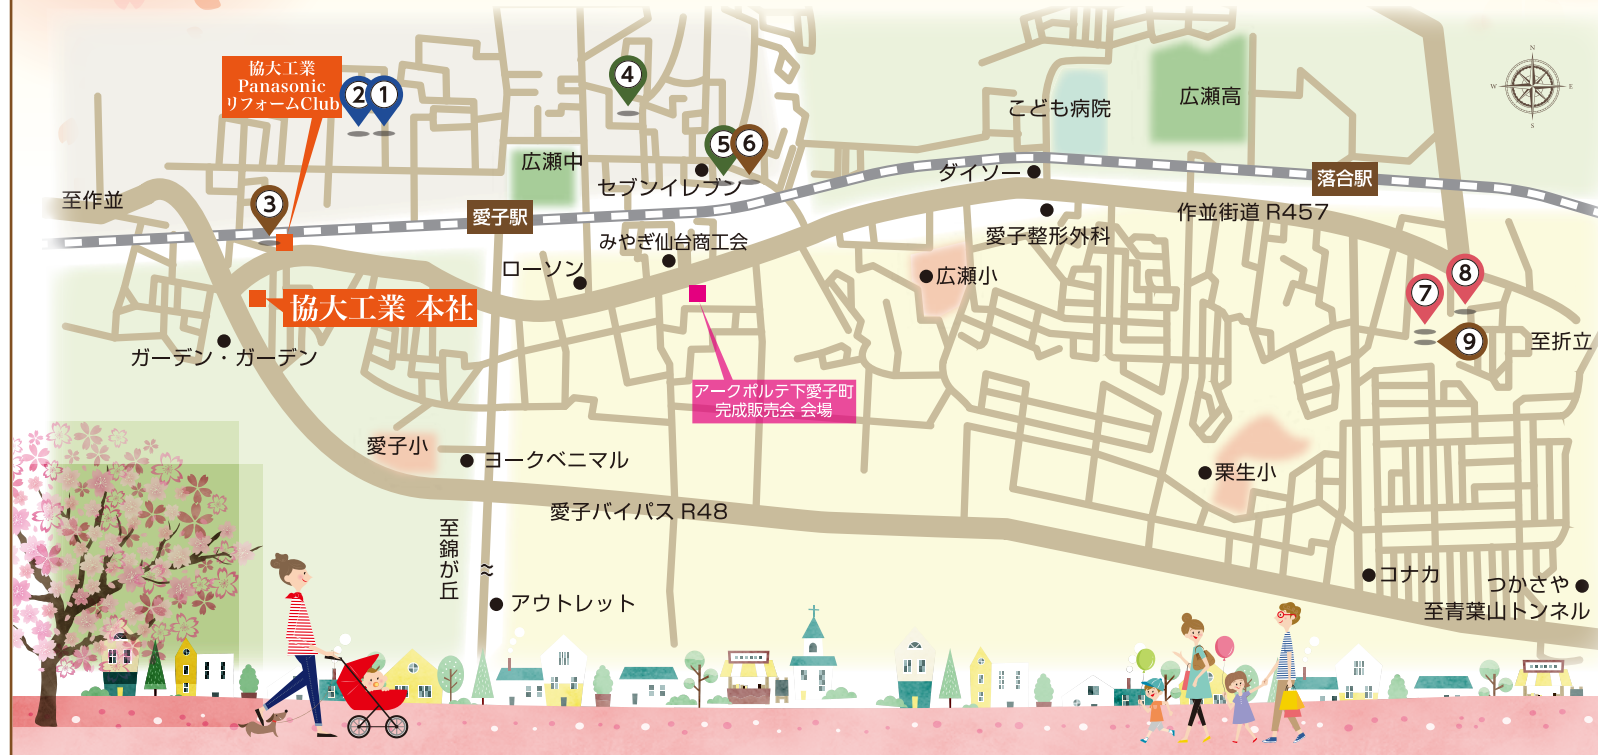 協大工業
Panasonic
リフォームClub
2
1
4
5
6
3
広瀬中
セブンイレブン
こども病院
広瀬高
N
W
E
S
ダイソー
落合駅
至作並
愛子駅
作並街道 R457
みやぎ仙台商工会
愛子整形外科
ローソン
広瀬小
8
7
9
至折立
協大工業 本社
ガーデン・ガーデン
アークポルテ下愛子町
完成販売会 会場
愛子小
ヨークベニマル
栗生小
愛子バイパス R48
至錦が丘
アウトレット
コナカ
つかさや
至青葉山トンネル